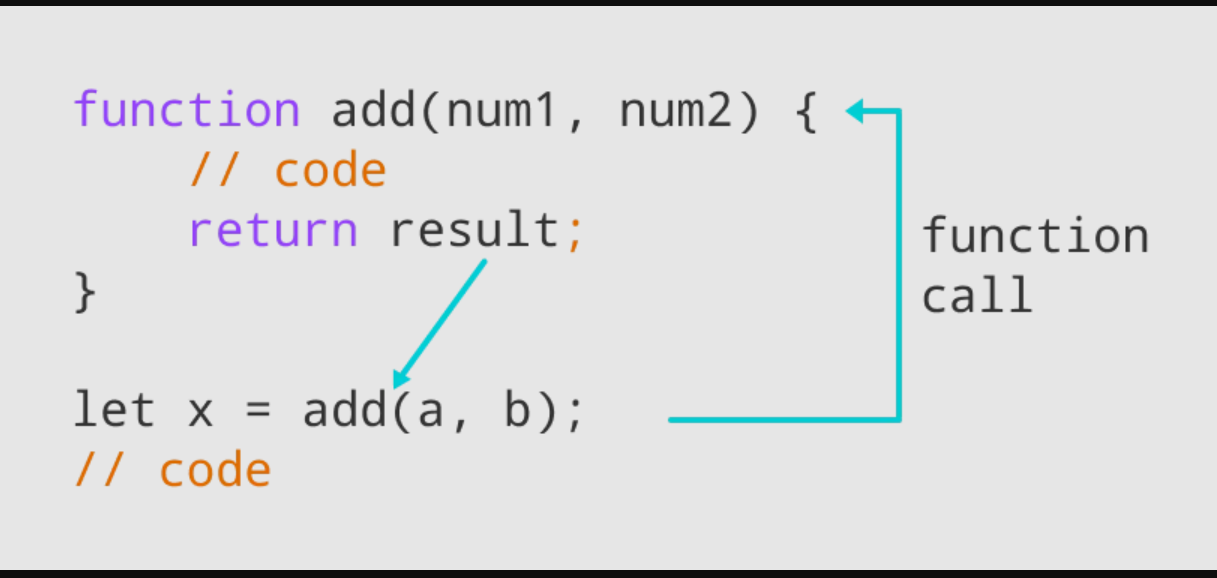 function add(num1, num2) {
    // code
    return result;
}
function
call
let x = add(a, b);
// code